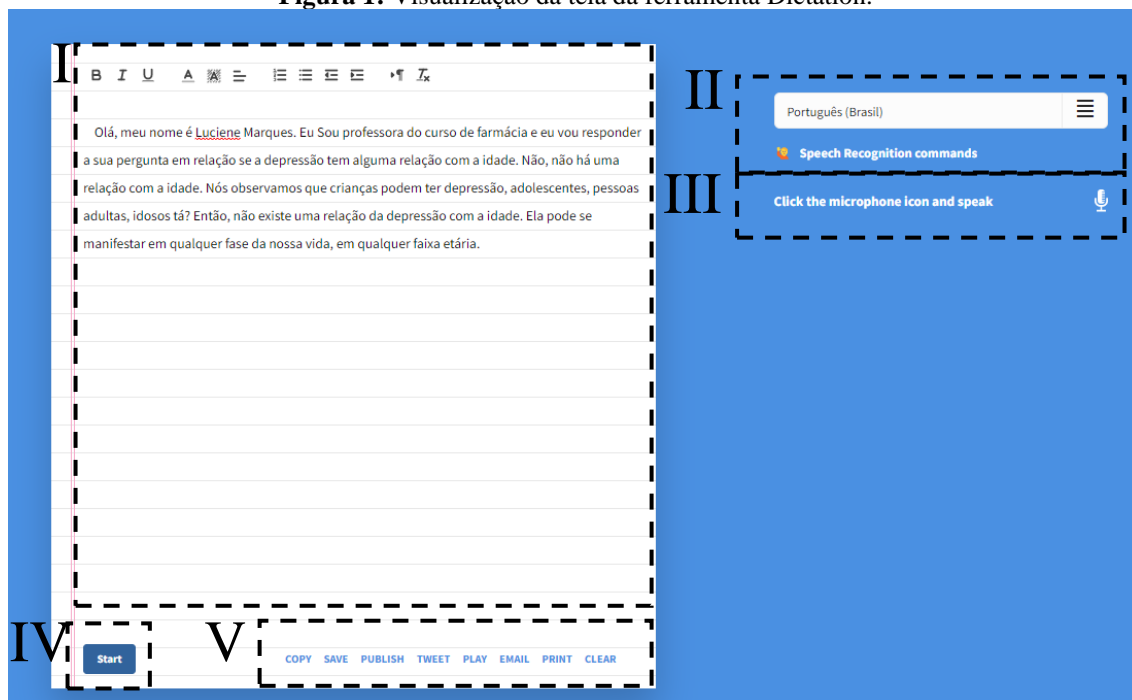 Figura 1: Visualização da tela da ferramenta Dictation.
I
B I U A A
Olá, meu nome é Luciene Marques. Eu Sou professora do curso de farmácia e eu vou responder
a sua pergunta em relação se a depressão tem alguma relação com a idade. Não, não há uma
relação com a idade. Nós observamos que crianças podem ter depressão, adolescentes, pessoas
adultas, idosos tá? Então, não existe uma relação da depressão com a idade. Ela pode se
manifestar em qualquer fase da nossa vida, em qualquer faixa etária.
II
Português (Brasil)
Speech Recognition commands
III
Click the microphone icon and speak
IV
Start
V
COPY SAVE PUBLISH TWEET PLAY EMAIL PRINT CLEAR